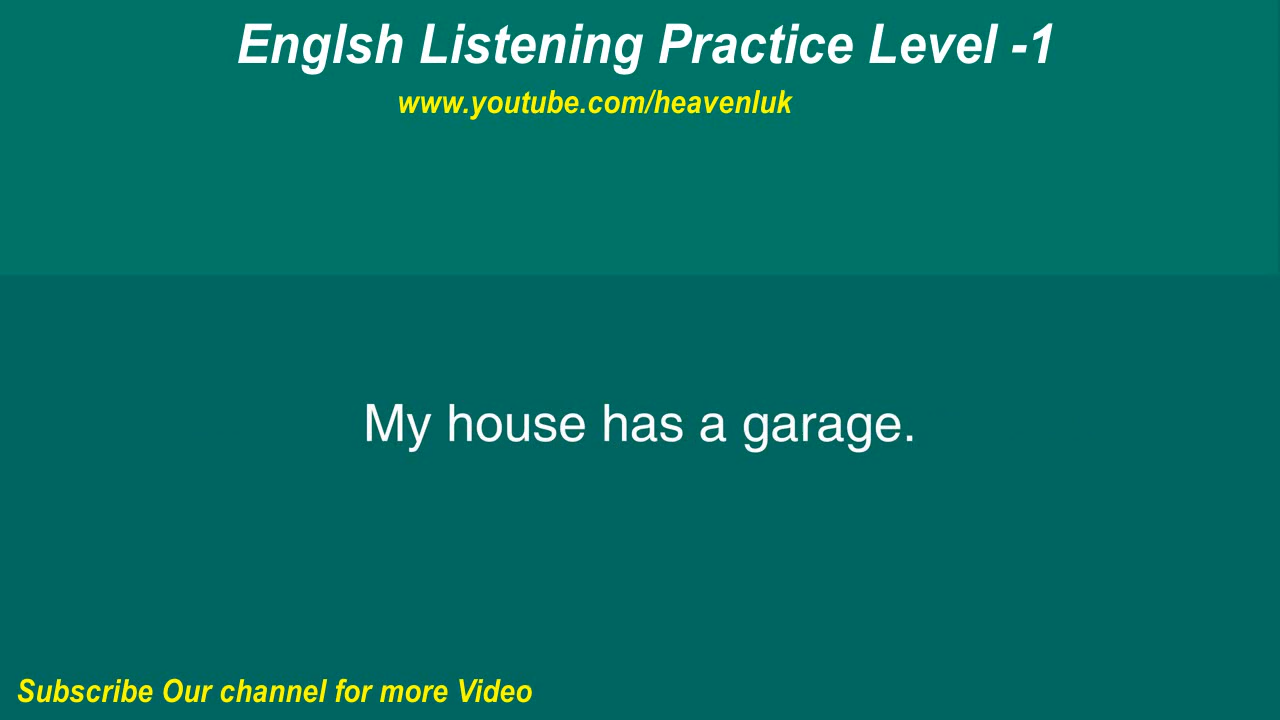 Englsh Listening Practice Level -1
www.youtube.com/heavenluk
My house has a garage.
Subscribe Our channel for more Video